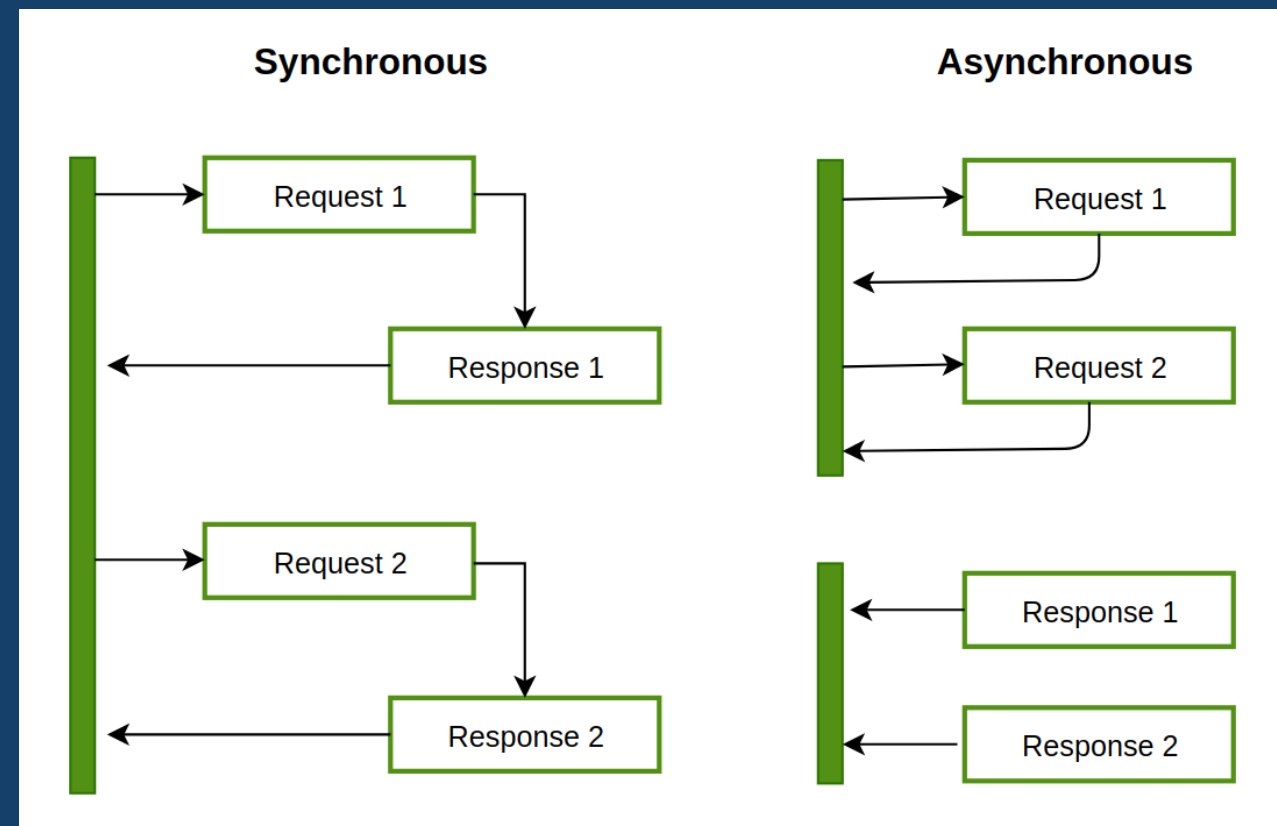 Synchronous
Request 1
Response 1
Request 2
Response 2
Asynchronous
Request 1
Request 2
Response 1
Response 2